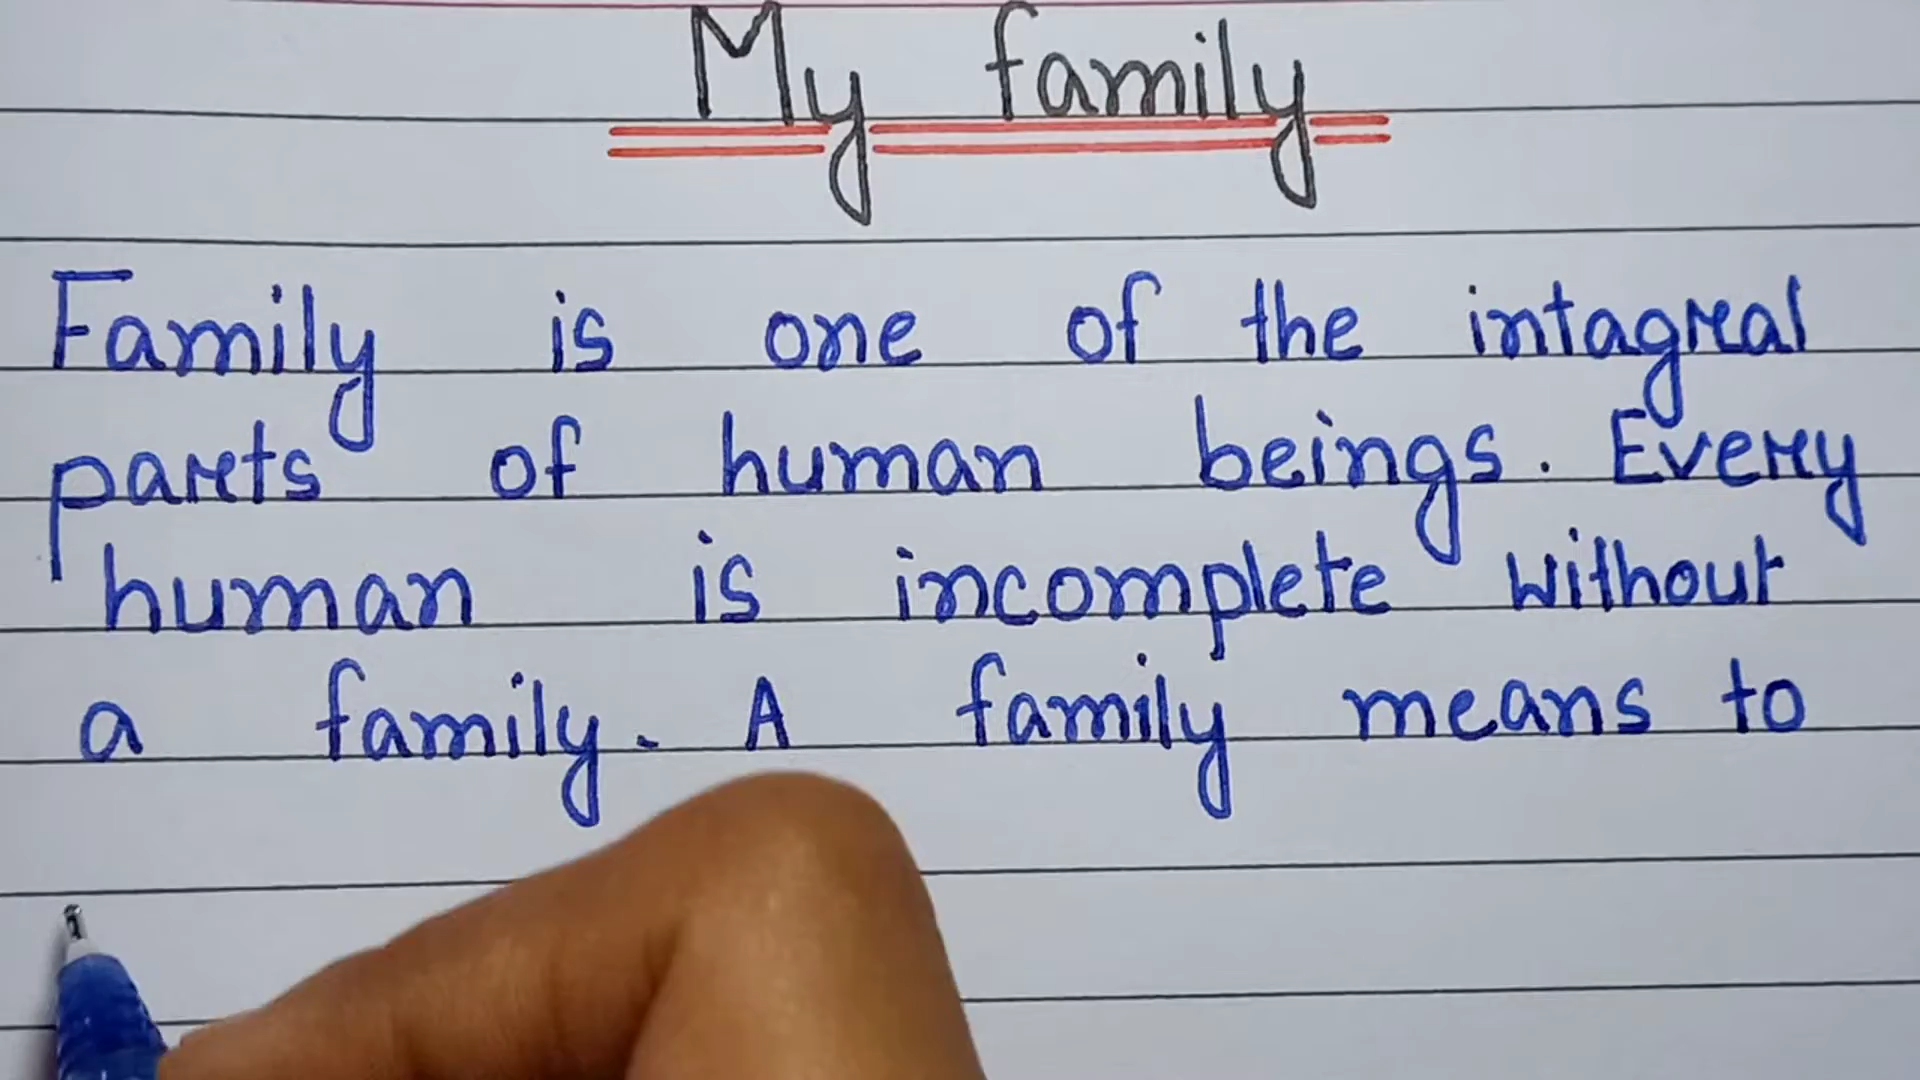 My family
Family is one of the intagral
parts of human beings. Every
human is incomplete without
a family. A family means to